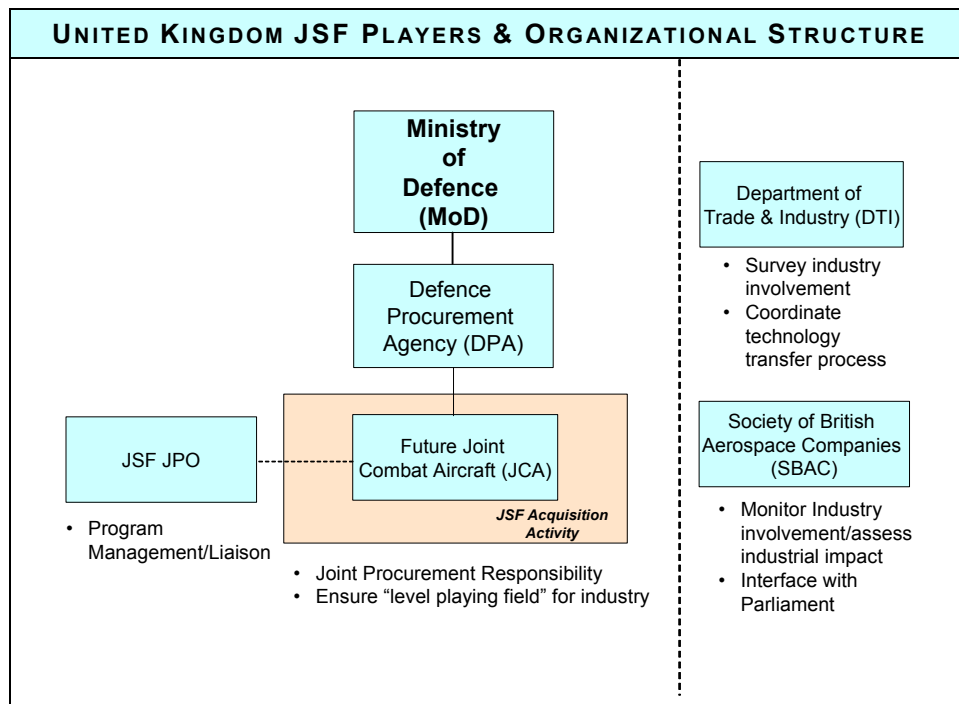 UNITED KINGDOM JSF PLAYERS & ORGANIZATIONAL STRUCTURE
Ministry
of
Defence
(MoD)
Defence
Procurement
Agency (DPA)
JSF JPO
Future Joint
Combat Aircraft (JCA)
JSF Acquisition
Activity
• Program
Management/Liaison
• Joint Procurement Responsibility
• Ensure “level playing field” for industry
Department of
Trade & Industry (DTI)
• Survey industry
involvement
• Coordinate
technology
transfer process
Society of British
Aerospace Companies
(SBAC)
• Monitor Industry
involvement/assess
industrial impact
• Interface with
Parliament